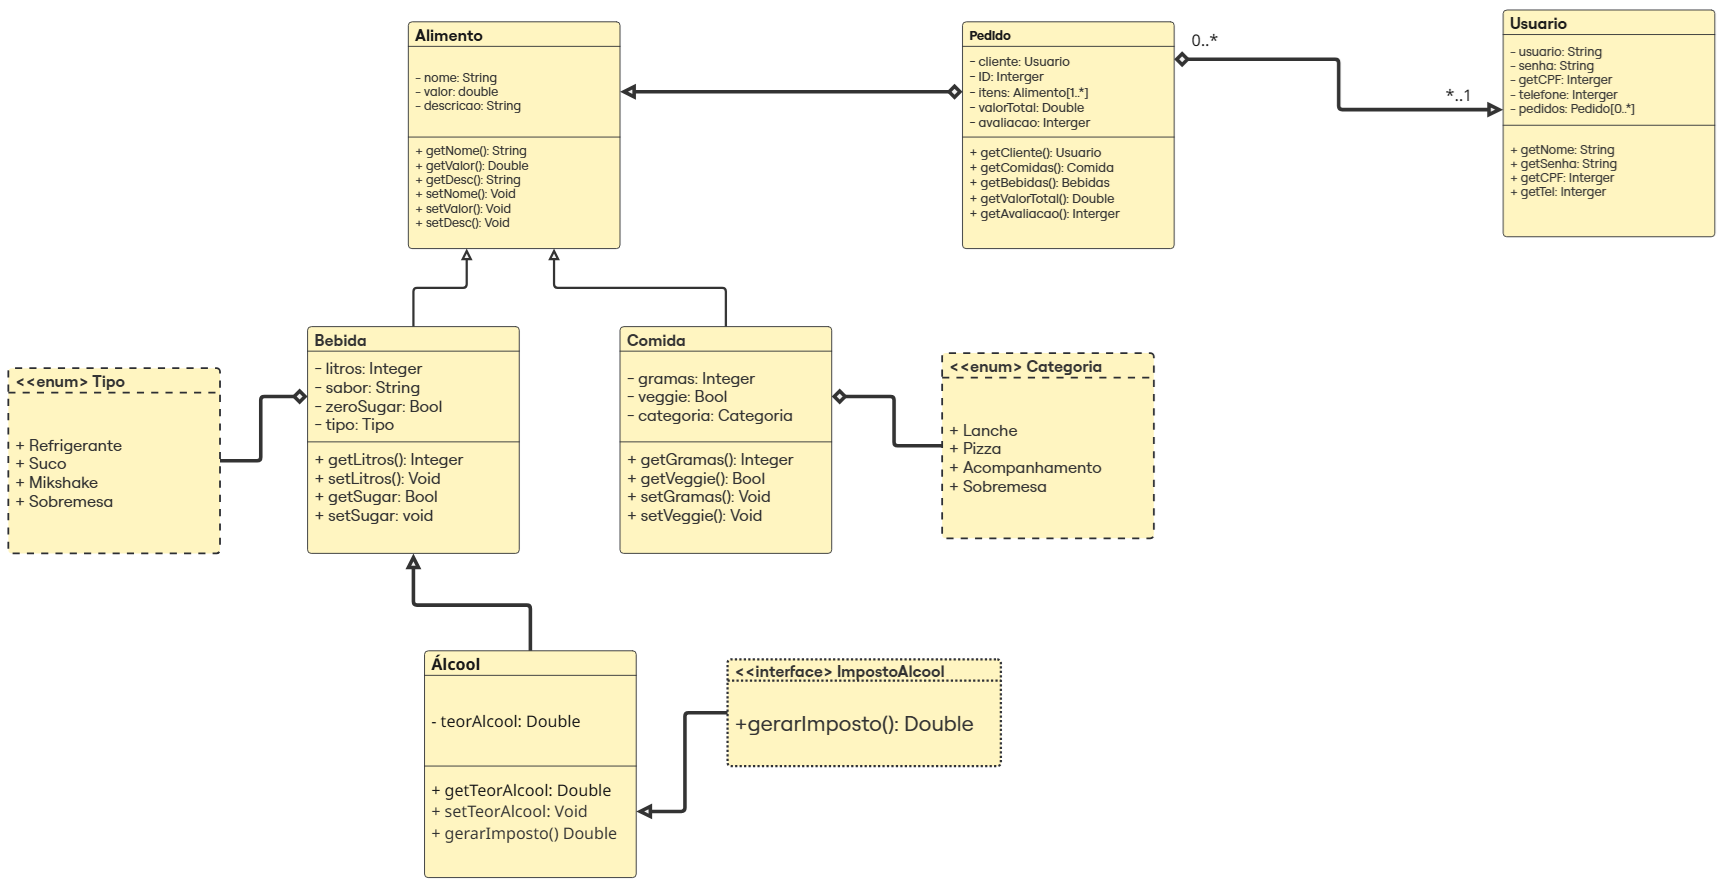 Alimento
- nome: String
- valor: double
- descricao: String
+ getNome(): String
+ getValor(): Double
+ getDesc(): String
+ setNome(): Void
+ setValor(): Void
+ setDesc(): Void
Pedido
- cliente: Usuario
- ID: Interger
- itens: Alimento[1..*]
- valorTotal: Double
- avaliacao: Interger
+ getCliente(): Usuario
+ getComidas(): Comida
+ getBebidas(): Bebidas
+ getValorTotal(): Double
+ getAvaliacao(): Interger
0..*
*..1
Usuario
- usuario: String
- senha: String
- getCPF: Interger
- telefone: Interger
- pedidos: Pedido[0..*]
+ getNome: String
+ getSenha: String
+ getCPF: Interger
+ getTel: Interger
<<enum> Tipo
+ Refrigerante
+ Suco
+ Mikshake
+ Sobremesa
Bebida
- litros: Integer
- sabor: String
- zeroSugar: Bool
- tipo: Tipo
+ getLitros(): Integer
+ setLitros(): Void
+ getSugar: Bool
+ setSugar: void
Comida
- gramas: Integer
- veggie: Bool
- categoria: Categoria
+ getGramas(): Integer
+ getVeggie(): Bool
+ setGramas(): Void
+ setVeggie(): Void
<<enum> Categoria
+ Lanche
+ Pizza
+ Acompanhamento
+ Sobremesa
Álcool
- teorAlcool: Double
+ getTeorAlcool: Double
+ setTeorAlcool: Void
+ gerarImposto() Double
<<interface> ImpostoAlcool
+gerarImposto(): Double